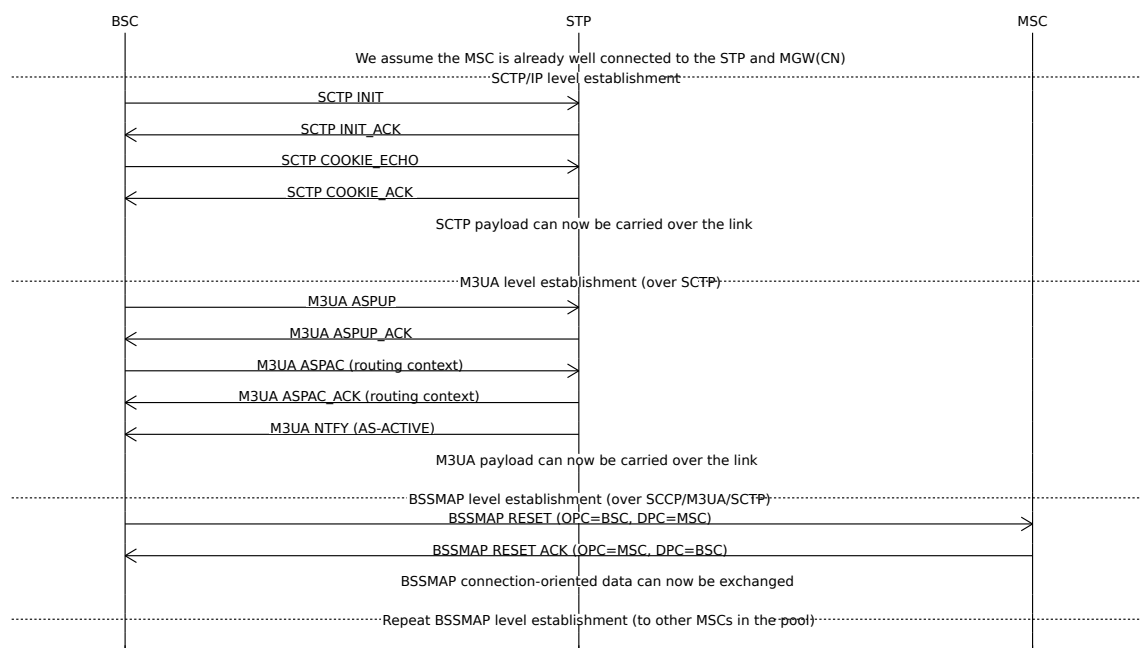 BSC STP MSC
We assume the MSC is already well connected to the STP and MGW(CN)
SCTP/IP level establishment
SCTP INIT
SCTP INIT_ACK
SCTP COOKIE_ECHO
SCTP COOKIE_ACK
SCTP payload can now be carried over the link
M3UA level establishment (over SCTP)
M3UA ASPUP
M3UA ASPUP_ACK
M3UA ASPAC (routing context)
M3UA ASPAC_ACK (routing context)
M3UA NTFY (AS-ACTIVE)
M3UA payload can now be carried over the link
BSSMAP level establishment (over SCCP/M3UA/SCTP)
BSSMAP RESET (OPC=BSC, DPC=MSC)
BSSMAP RESET ACK (OPC=MSC, DPC=BSC)
BSSMAP connection-oriented data can now be exchanged
Repeat BSSMAP level establishment (to other MSCs in the pool)